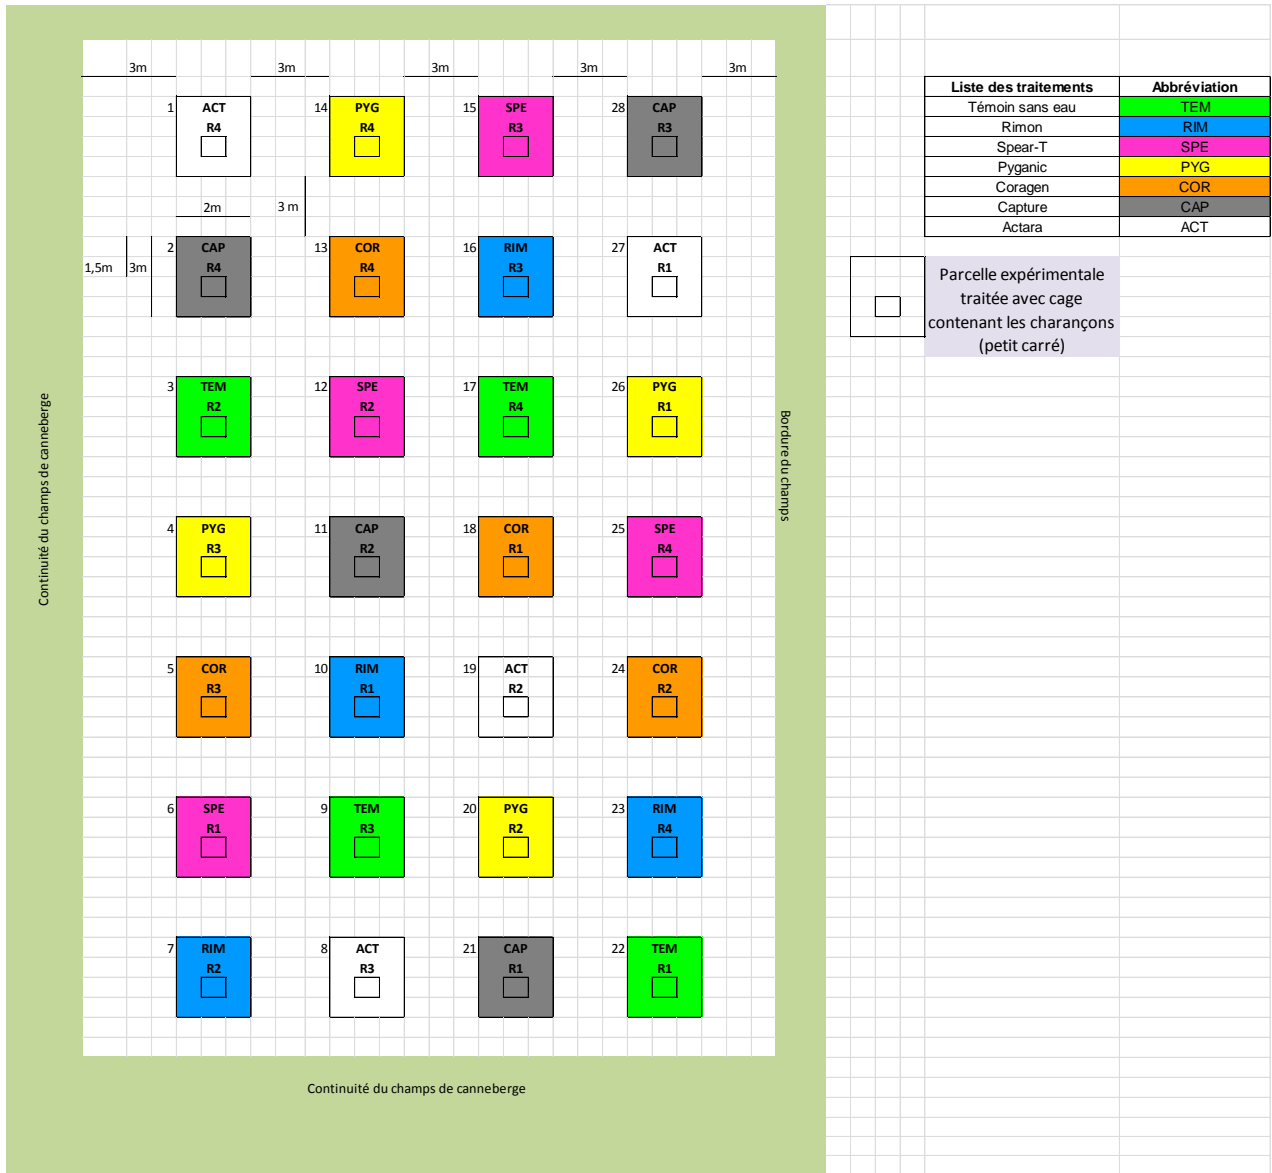 3m 3m 3m 3m 3m
1 ACT 14 PYG 15 SPE 28 CAP
R4 R4 R3 R3
2m 3 m
2 CAP 13 COR 16 RIM 27 ACT
1,5m 3m R4 R4 R3 R1
3 TEM 12 SPE 17 TEM 26 PYG
R2 R2 R4 R1
4 PYG 11 CAP 18 COR 25 SPE
R3 R2 R1 R4
5 COR 10 RIM 19 ACT 24 COR
R3 R1 R2 R2
6 SPE 9 TEM 20 PYG 23 RIM
R1 R3 R2 R4
7 RIM 8 ACT 21 CAP 22 TEM
R2 R3 R1 R1
Continuité du champs de canneberge
Bordure du champs
Continuité du champs de canneberge
Liste des traitements Abbréviation
Témoin sans eau TEM
Rimon RIM
Spear-T SPE
Pyganic PYG
Coragen COR
Capture CAP
Actara ACT
Parcelle expérimentale
traitée avec cage
contenant les charançons
(petit carré)